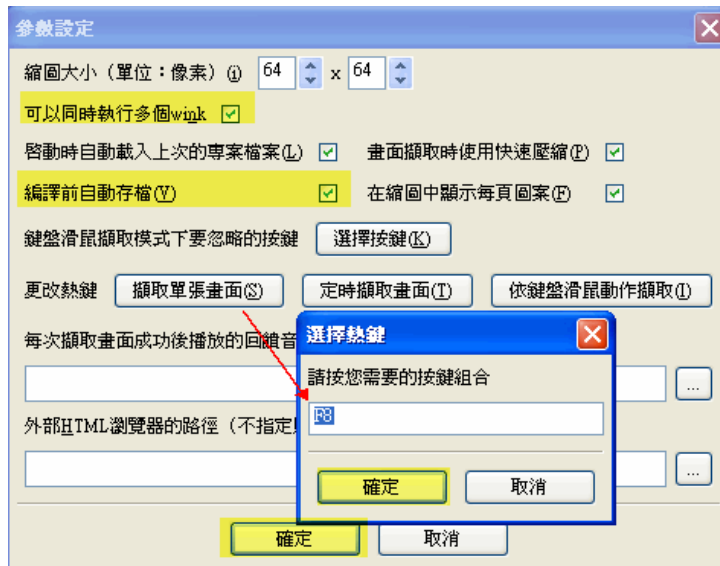 參數設定
縮圖大小（單位：像素）(i) 64 x 64
可以同時執行多個wink
啓動時自動載入上次的專案檔案(L) 畫面擷取時使用快速壓縮(P)
編譯前自動存檔(V) 在縮圖中顯示每頁圖案(F)
鍵盤滑鼠擷取模式下要忽略的按鍵 選擇按鍵(K)
更改熱鍵 擷取單張畫面(S) 定時擷取畫面(T) 依鍵盤滑鼠動作擷取(I)
選擇熱鍵
每次擷取畫面成功後播放的回饋音
請按您需要的按鍵組合
...
F8
外部HTML瀏覽器的路徑（不指定
...
確定 取消
確定 取消